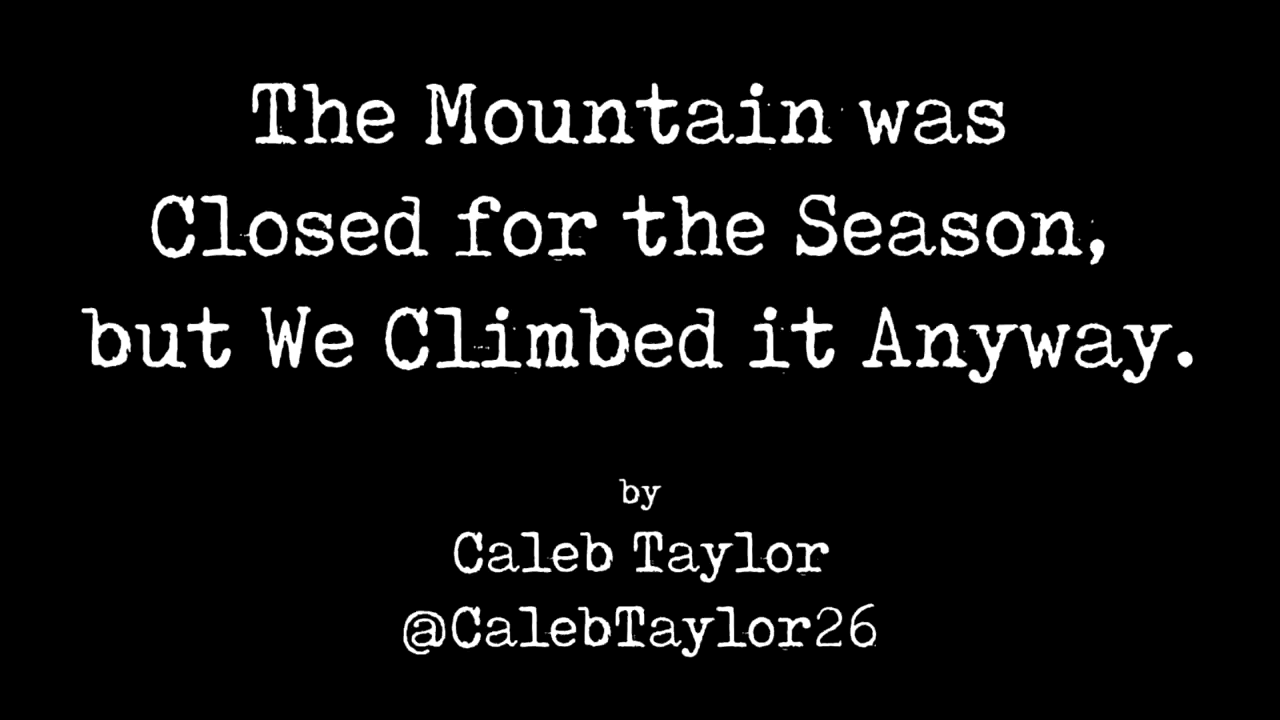 The Mountain was
Closed for the Season,
but We Climbed it Anyway.
by
Caleb Taylor
@CalebTaylor26